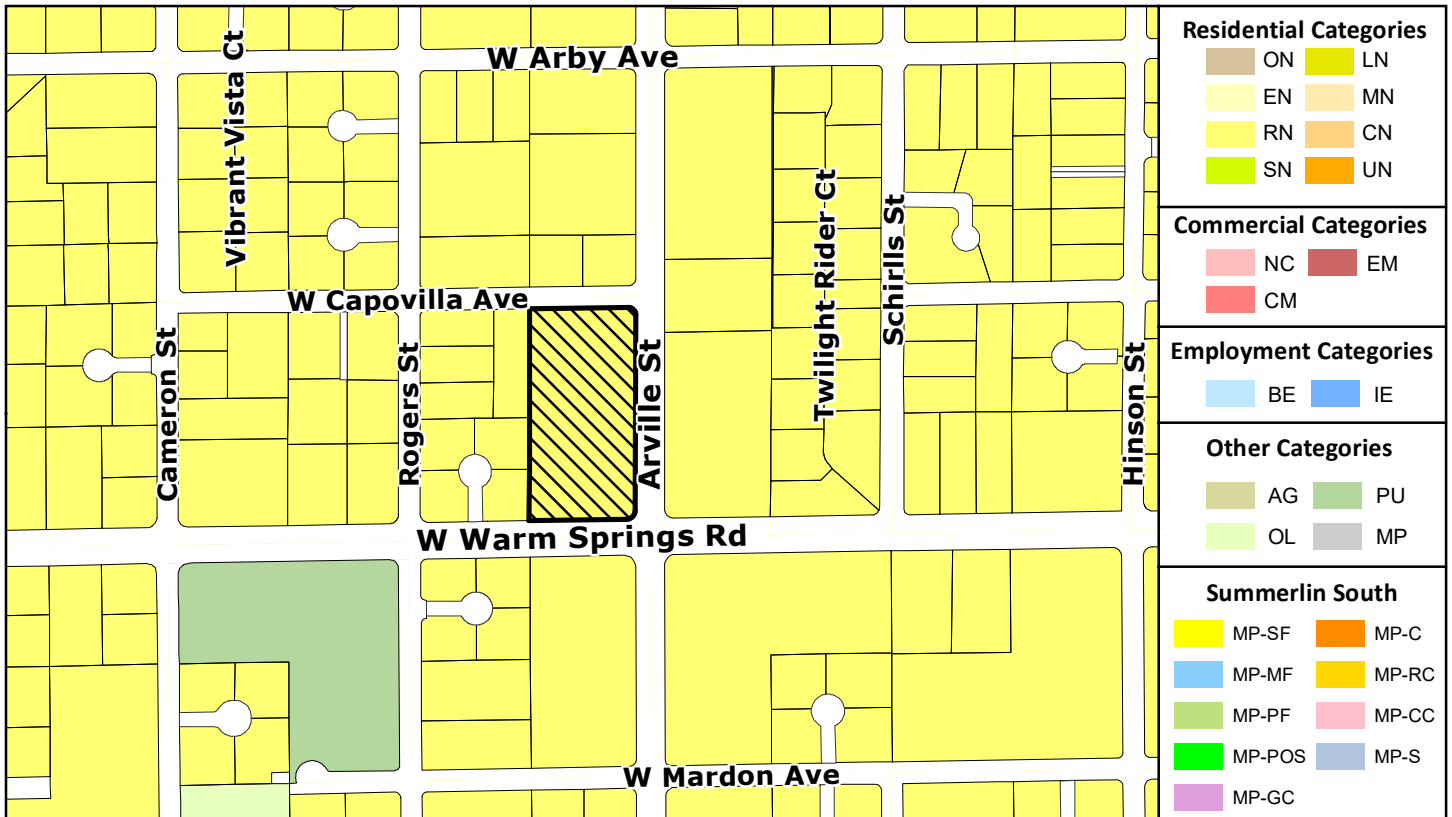 W Arby Ave
Vibrant Vista Ct
Twilight Rider Ct
Schirlls St
W Capovilla Ave
Cameron St
Rogers St
Arville St
Hinson St
W Warm Springs Rd
W Mardon Ave
Residential Categories
ON LN
EN MN
RN CN
SN UN
Commercial Categories
NC EM
CM
Employment Categories
BE IE
Other Categories
AG PU
OL MP
Summerlin South
MP-SF MP-C
MP-MF MP-RC
MP-PF MP-CC
MP-POS MP-S
MP-GC